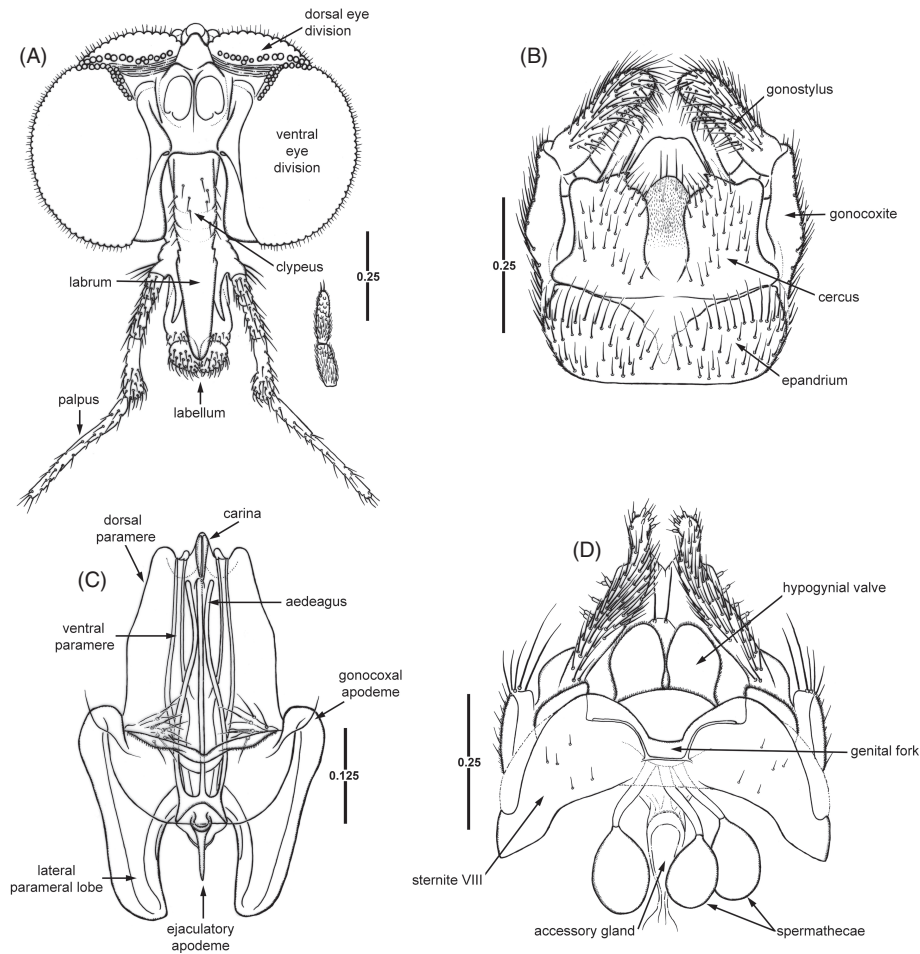 (A)
dorsal eye
division
ventral
eye
division
clypeus
labrum
0.25
palpus
labellum
(B)
gonostylus
gonocoxite
0.25
cercus
epandrium
(C)
carina
dorsal
paramere
aedeagus
ventral
paramere
gonocoxal
apodeme
0.125
lateral
parameral lobe
ejaculatory
apodeme
(D)
hypogynial valve
0.25
genital fork
sternite VIII
accessory gland
spermathecae